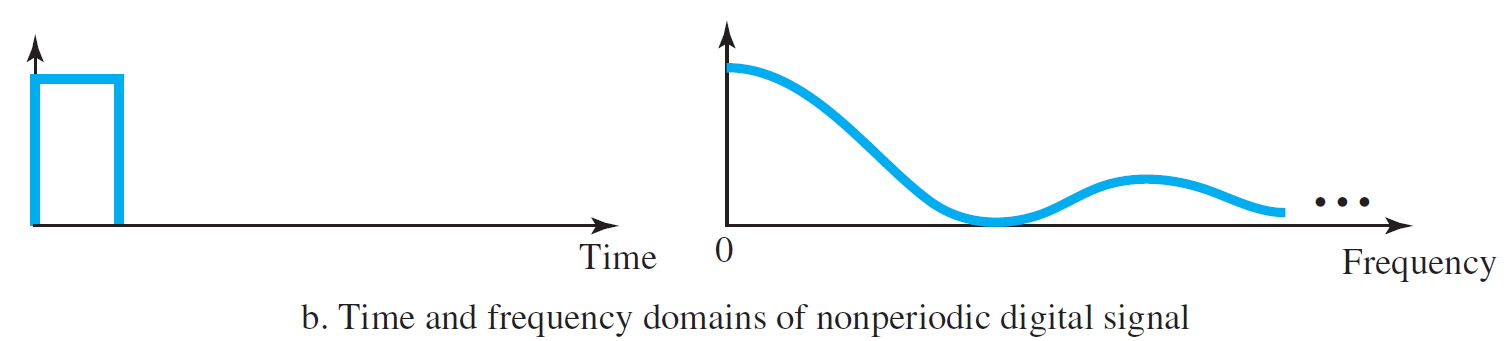 Time
0
Frequency
b. Time and frequency domains of nonperiodic digital signal